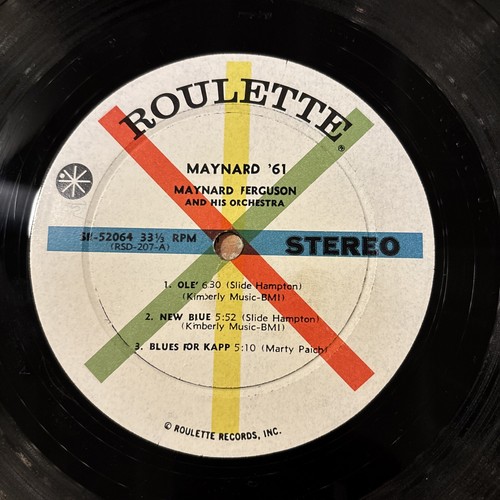 ROULETTE
®
MAYNARD '61
MAYNARD FERGUSON
AND HIS ORCHESTRA
SR-52064 33⅓ RPM
(RSD-207-A)
STEREO
1. OLE' 6:30 (Slide Hampton)
(Kimberly Music-BMI)
2. NEW BLUE 5:52 (Slide Hampton)
(Kimberly Music-BMI)
3. BLUES FOR KAPP 5:10 (Marty Paich)
© ROULETTE RECORDS, INC.